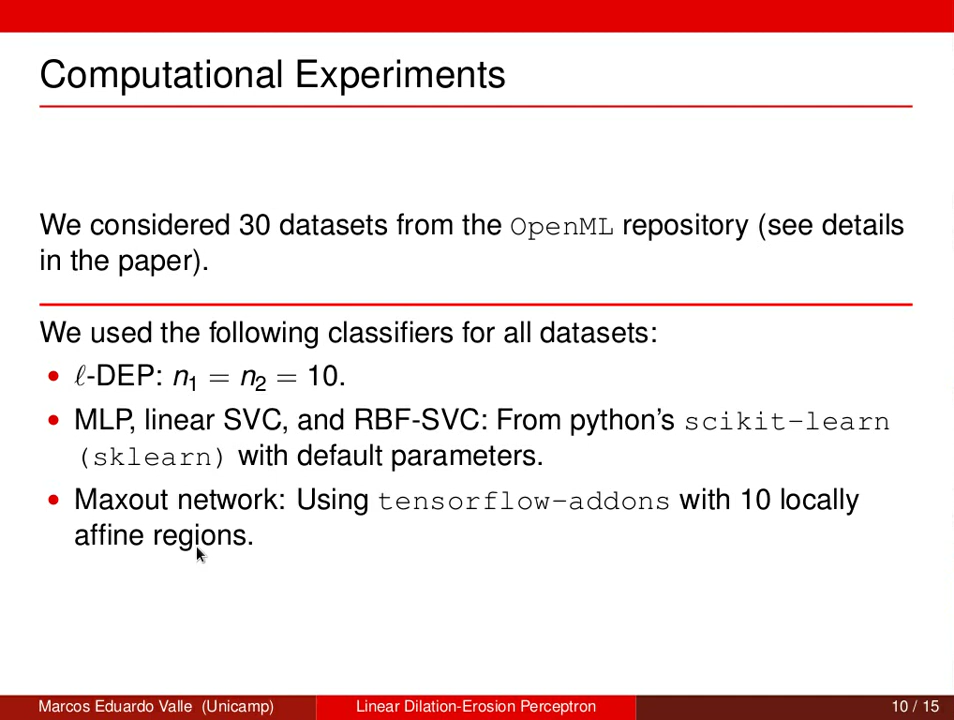 Computational Experiments
We considered 30 datasets from the OpenML repository (see details
in the paper).
We used the following classifiers for all datasets:
• ℓ-DEP: n₁ = n₂ = 10.
• MLP, linear SVC, and RBF-SVC: From python's scikit-learn
(sklearn) with default parameters.
• Maxout network: Using tensorflow-addons with 10 locally
affine regions.
Marcos Eduardo Valle (Unicamp) Linear Dilation-Erosion Perceptron 10 / 15